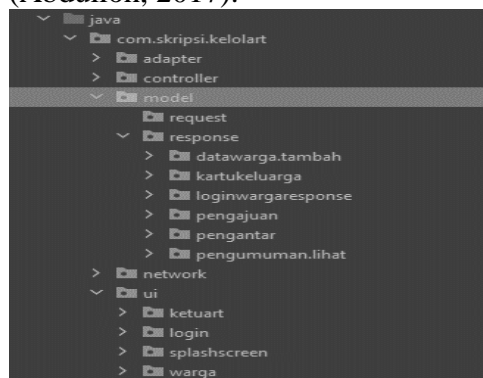 java
com.skripsi.kelolart
adapter
controller
model
request
response
datawarga.tambah
kartukeluarga
loginwargaresponse
pengajuan
pengantar
pengumuman.lihat
network
ui
ketuart
login
splashscreen
warga